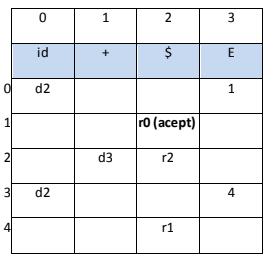 0 1 2 3
id + $ E
0 d2 1
1 r0 (acept)
2 d3 r2
3 d2 4
4 r1